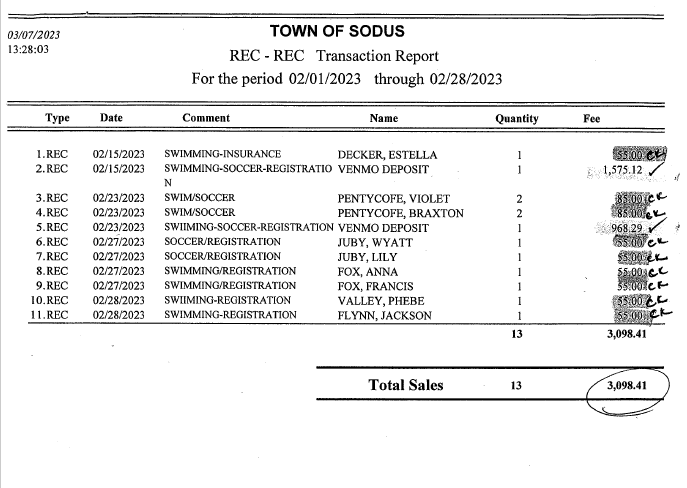 TOWN OF SODUS
03/07/2023
13:28:03
REC - REC Transaction Report
For the period 02/01/2023 through 02/28/2023
Type Date Comment Name Quantity Fee
1.REC 02/15/2023 SWIMMING-INSURANCE DECKER, ESTELLA 1 55.00 CK
2.REC 02/15/2023 SWIMMING-SOCCER-REGISTRATIO VENMO DEPOSIT 1 1,575.12 ✓
N
3.REC 02/23/2023 SWIM/SOCCER PENTYCOFE, VIOLET 2 85.00 CK
4.REC 02/23/2023 SWIM/SOCCER PENTYCOFE, BRAXTON 2 85.00 CK
5.REC 02/23/2023 SWIIMING-SOCCER-REGISTRATION VENMO DEPOSIT 1 968.29 ✓
6.REC 02/27/2023 SOCCER/REGISTRATION JUBY, WYATT 1 55.00 CK
7.REC 02/27/2023 SOCCER/REGISTRATION JUBY, LILY 1 55.00 CK
8.REC 02/27/2023 SWIMMING/REGISTRATION FOX, ANNA 1 55.00 CK
9.REC 02/27/2023 SWIMMING/REGISTRATION FOX, FRANCIS 1 55.00 CK
10.REC 02/28/2023 SWIIMING-REGISTRATION VALLEY, PHEBE 1 55.00 CK
11.REC 02/28/2023 SWIMMING-REGISTRATION FLYNN, JACKSON 1 55.00 CK
13 3,098.41
Total Sales 13 3,098.41